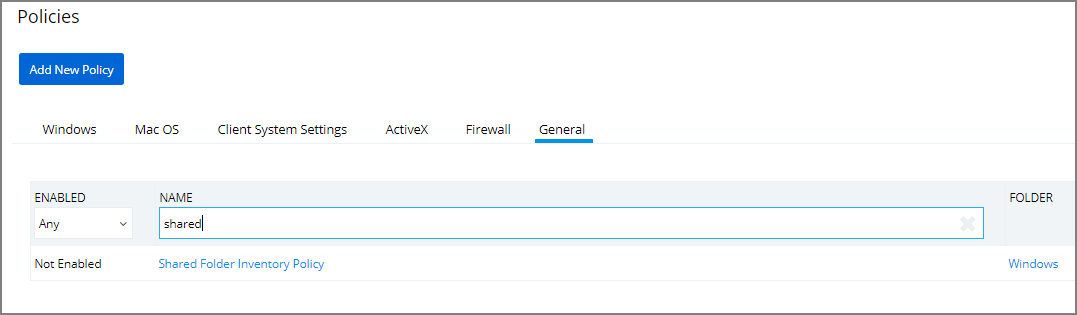 Policies
Add New Policy
Windows Mac OS Client System Settings ActiveX Firewall General
ENABLED NAME FOLDER
Any shared
Not Enabled Shared Folder Inventory Policy Windows